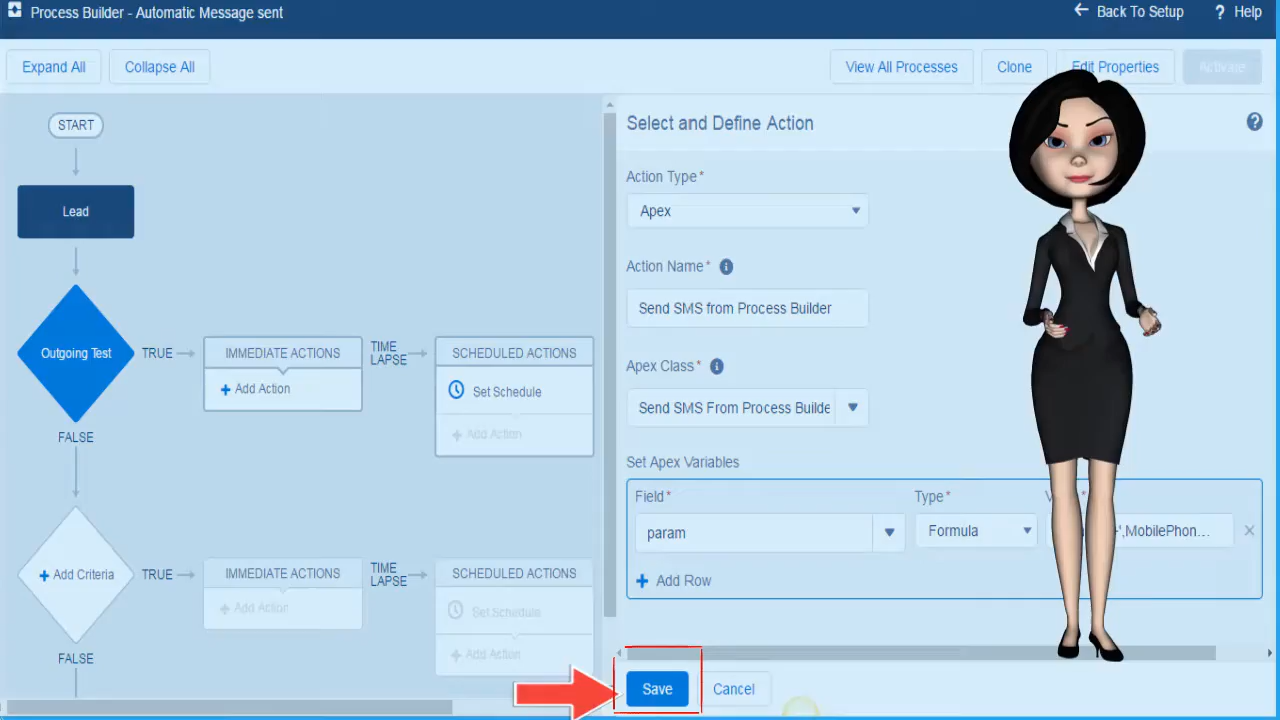 Process Builder - Automatic Message sent
Back To Setup
? Help
Expand All
Collapse All
View All Processes
Clone
Edit Properties
Activate
START
Lead
Outgoing Test
TRUE
IMMEDIATE ACTIONS
+ Add Action
TIME LAPSE
SCHEDULED ACTIONS
Set Schedule
+ Add Action
FALSE
+ Add Criteria
TRUE
IMMEDIATE ACTIONS
+ Add Action
TIME LAPSE
SCHEDULED ACTIONS
Set Schedule
+ Add Action
FALSE
Select and Define Action
?
Action Type*
Apex
Action Name* i
Send SMS from Process Builder
Apex Class* i
Send SMS From Process Builde
Set Apex Variables
Field*
Type*
param
Formula
',MobilePhon...
+ Add Row
Save
Cancel